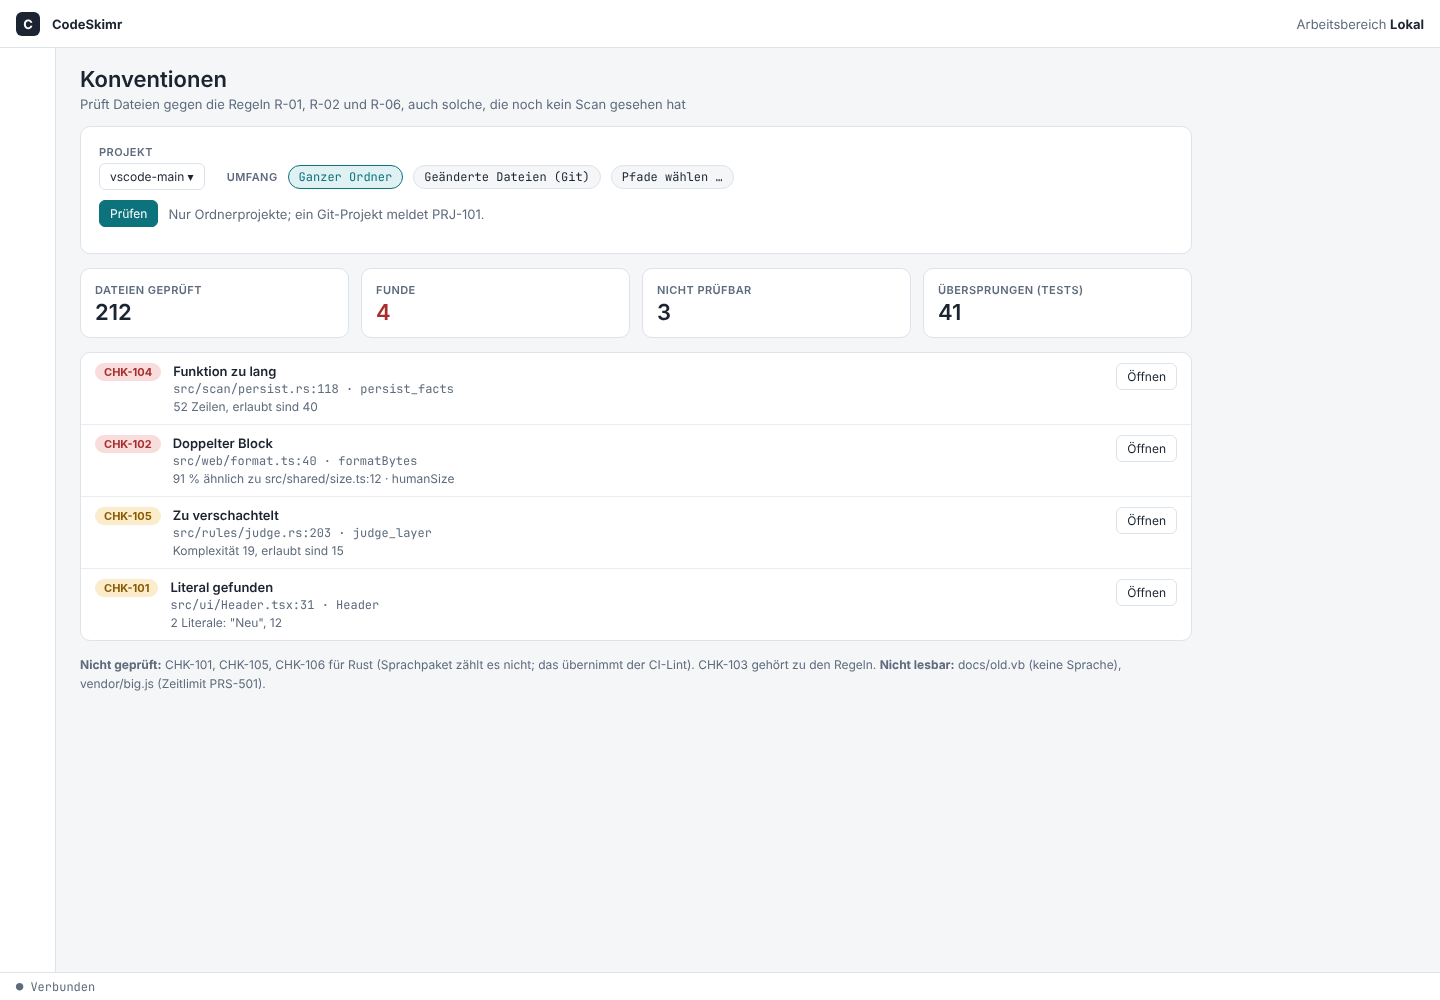 C CodeSkimr
Arbeitsbereich Lokal
Konventionen
Prüft Dateien gegen die Regeln R-01, R-02 und R-06, auch solche, die noch kein Scan gesehen hat
PROJEKT
vscode-main ▾ UMFANG Ganzer Ordner Geänderte Dateien (Git) Pfade wählen …
Prüfen Nur Ordnerprojekte; ein Git-Projekt meldet PRJ-101.
DATEIEN GEPRÜFT
212
FUNDE
4
NICHT PRÜFBAR
3
ÜBERSPRUNGEN (TESTS)
41
CHK-104 Funktion zu lang
src/scan/persist.rs:118 · persist_facts
52 Zeilen, erlaubt sind 40
Öffnen
CHK-102 Doppelter Block
src/web/format.ts:40 · formatBytes
91 % ähnlich zu src/shared/size.ts:12 · humanSize
Öffnen
CHK-105 Zu verschachtelt
src/rules/judge.rs:203 · judge_layer
Komplexität 19, erlaubt sind 15
Öffnen
CHK-101 Literal gefunden
src/ui/Header.tsx:31 · Header
2 Literale: "Neu", 12
Öffnen
Nicht geprüft: CHK-101, CHK-105, CHK-106 für Rust (Sprachpaket zählt es nicht; das übernimmt der CI-Lint). CHK-103 gehört zu den Regeln. Nicht lesbar: docs/old.vb (keine Sprache),
vendor/big.js (Zeitlimit PRS-501).
Verbunden